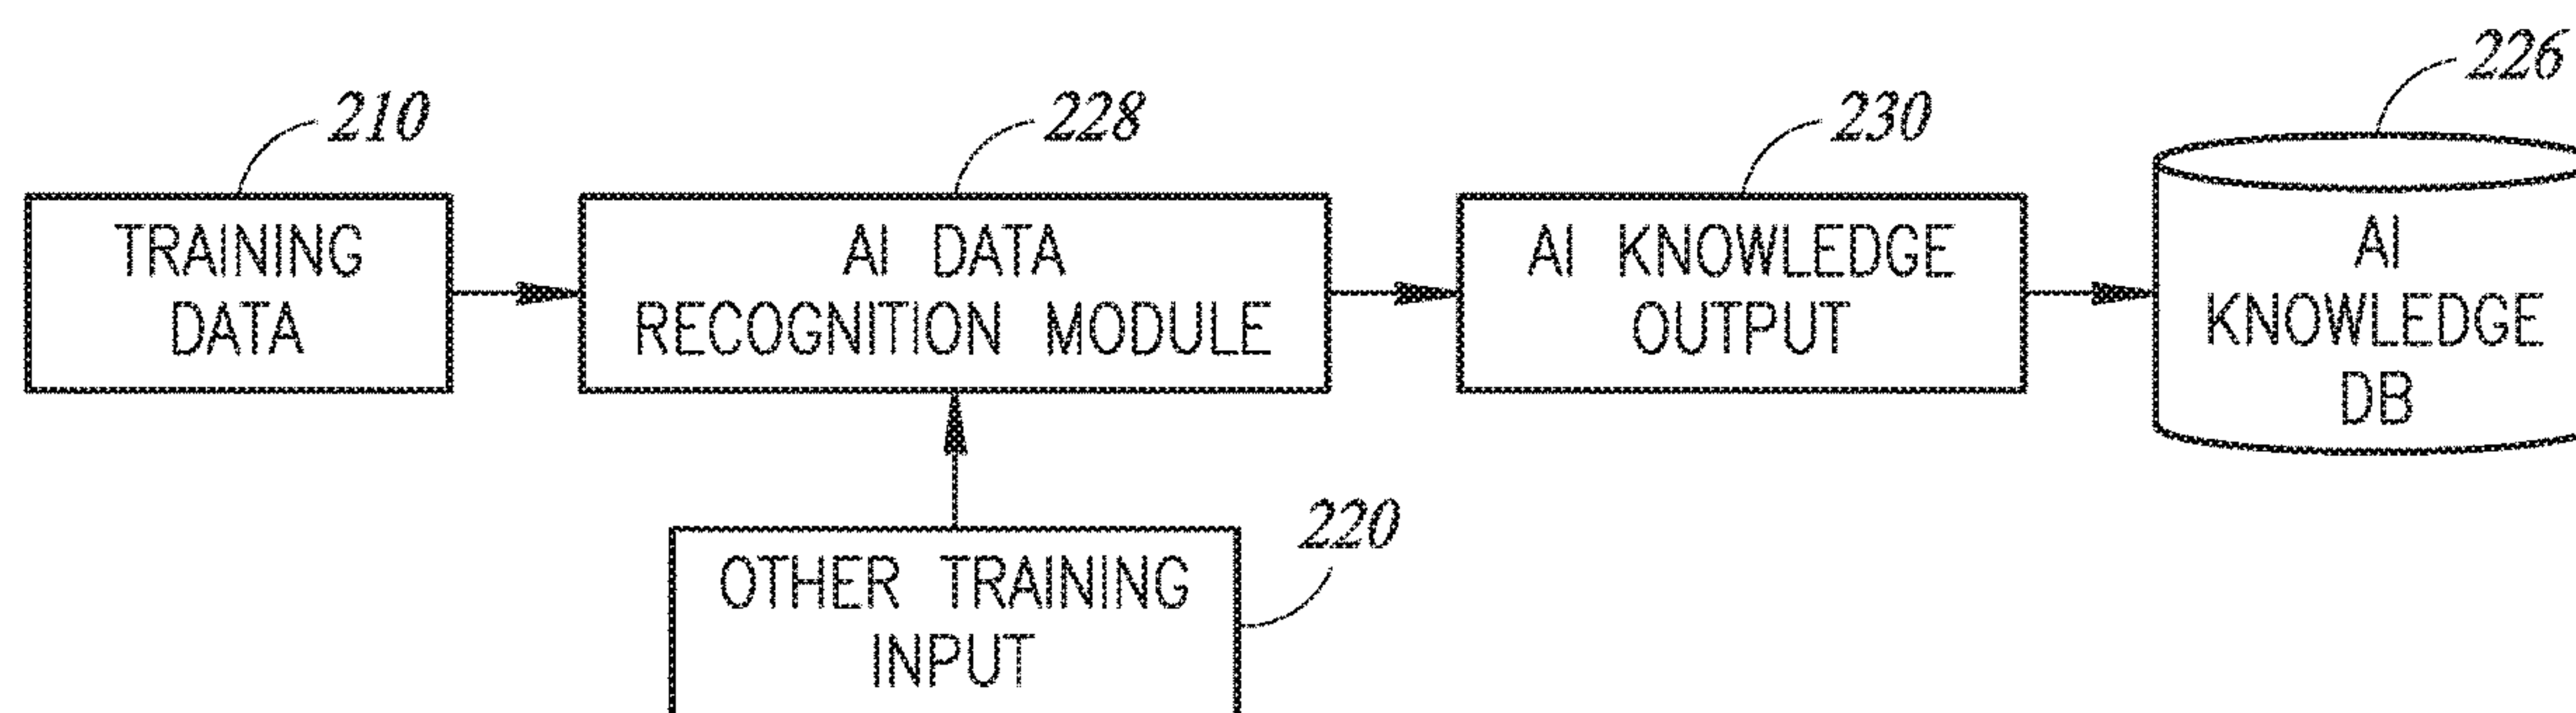 226
210
228
230
TRAINING
DATA
AI DATA
RECOGNITION MODULE
AI KNOWLEDGE
OUTPUT
AI
KNOWLEDGE
DB
220
OTHER TRAINING
INPUT